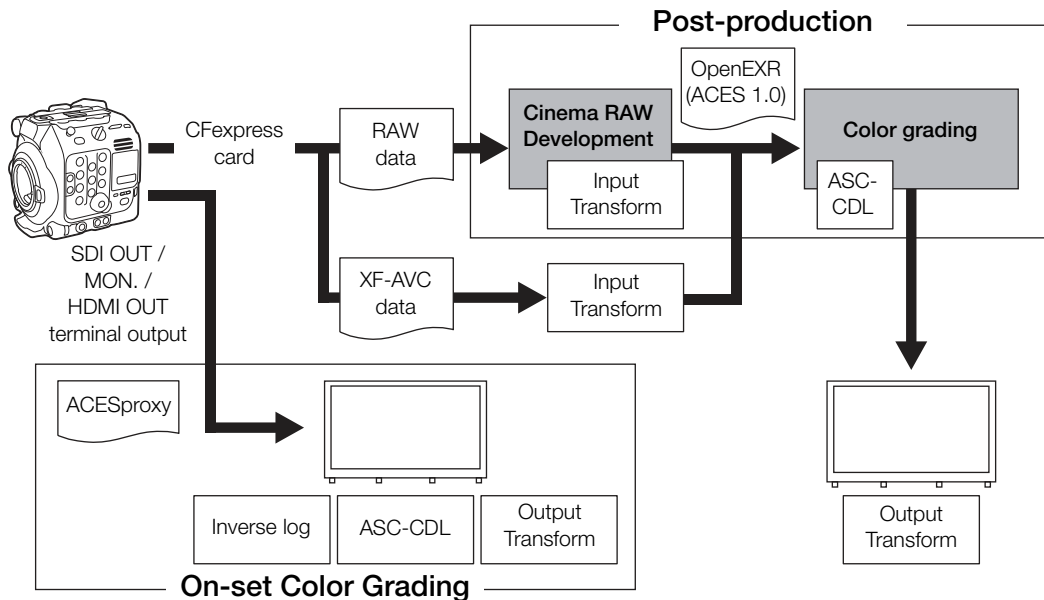 Post-production
OpenEXR
(ACES 1.0)
CFexpress
card
RAW
data
Cinema RAW
Development
Input
Transform
Color grading
ASC-
CDL
SDI OUT /
MON. /
HDMI OUT
terminal output
XF-AVC
data
Input
Transform
ACESproxy
Inverse log
ASC-CDL
Output
Transform
Output
Transform
On-set Color Grading